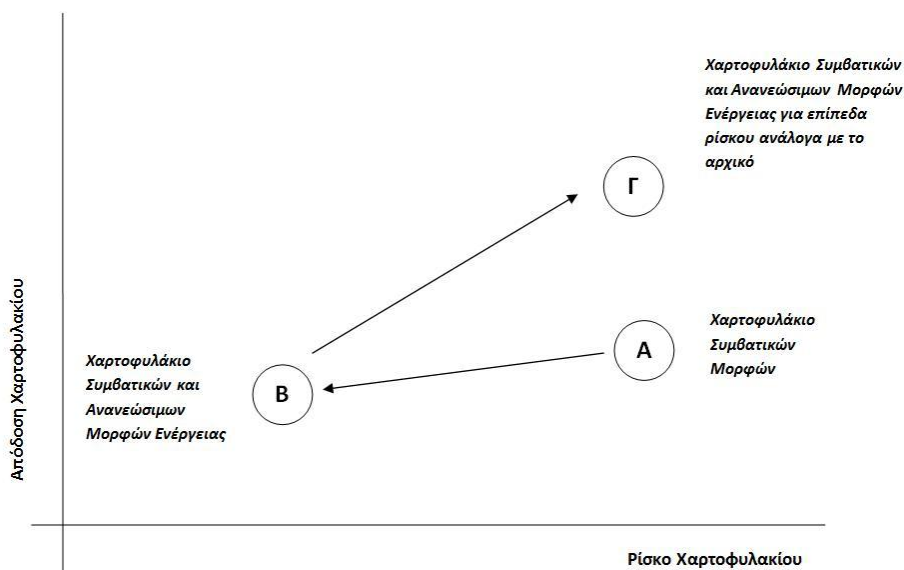 Χαρτοφυλάκιο Συμβατικών
και Ανανεώσιμων Μορφών
Ενέργειας για επίπεδα
ρίσκου ανάλογα με το
αρχικό
Γ
Χαρτοφυλάκιο
Συμβατικών
Μορφών
Α
Χαρτοφυλάκιο
Συμβατικών και
Ανανεώσιμων
Μορφών Ενέργειας
Β
Απόδοση Χαρτοφυλακίου
Ρίσκο Χαρτοφυλακίου